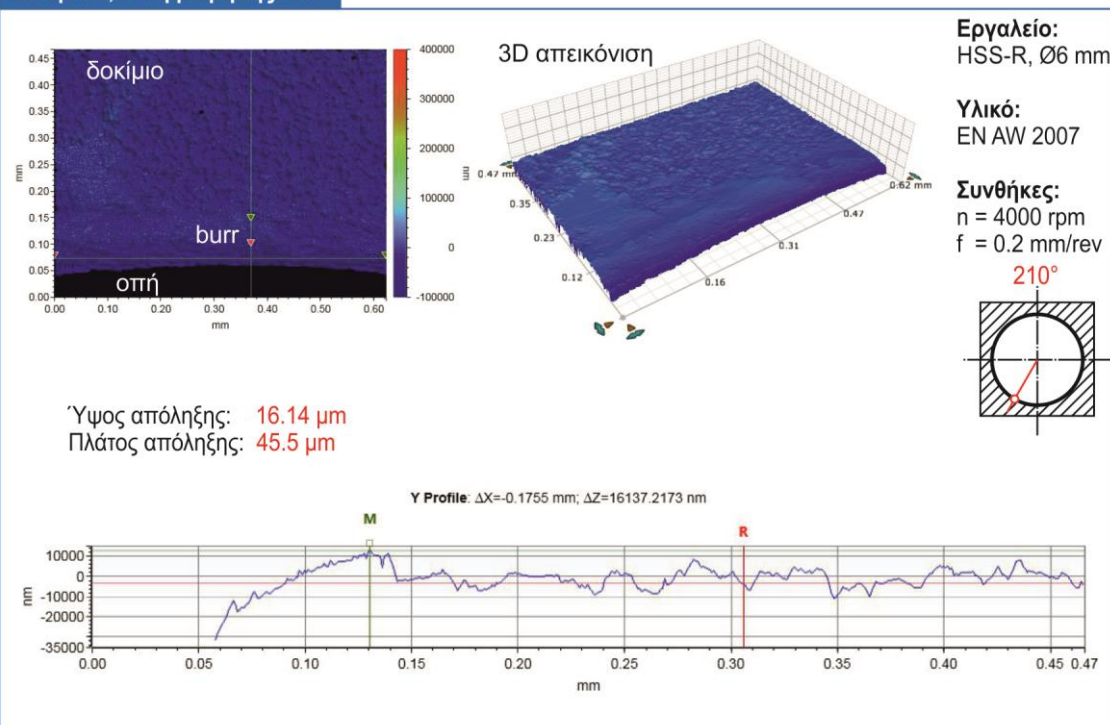 δοκίμιο
burr
οπή
0.45
0.40
0.35
0.30
0.25
0.20
0.15
0.10
0.05
0.00
mm
0.00
0.10
0.20
0.30
0.40
0.50
0.60
mm
400000
300000
200000
100000
0
-100000
nm
3D απεικόνιση
0.47 mm
0.35
0.23
0.12
0.16
0.31
0.47
0.62 mm
Εργαλείο:
HSS-R, Ø6 mm
Υλικό:
EN AW 2007
Συνθήκες:
n = 4000 rpm
f = 0.2 mm/rev
210°
Ύψος απόληξης: 16.14 μm
Πλάτος απόληξης: 45.5 μm
Y Profile: ΔX=-0.1755 mm; ΔZ=16137.2173 nm
M
R
10000
0
-10000
-20000
-35000
nm
0.00
0.05
0.10
0.15
0.20
0.25
0.30
0.35
0.40
0.45
0.47
mm